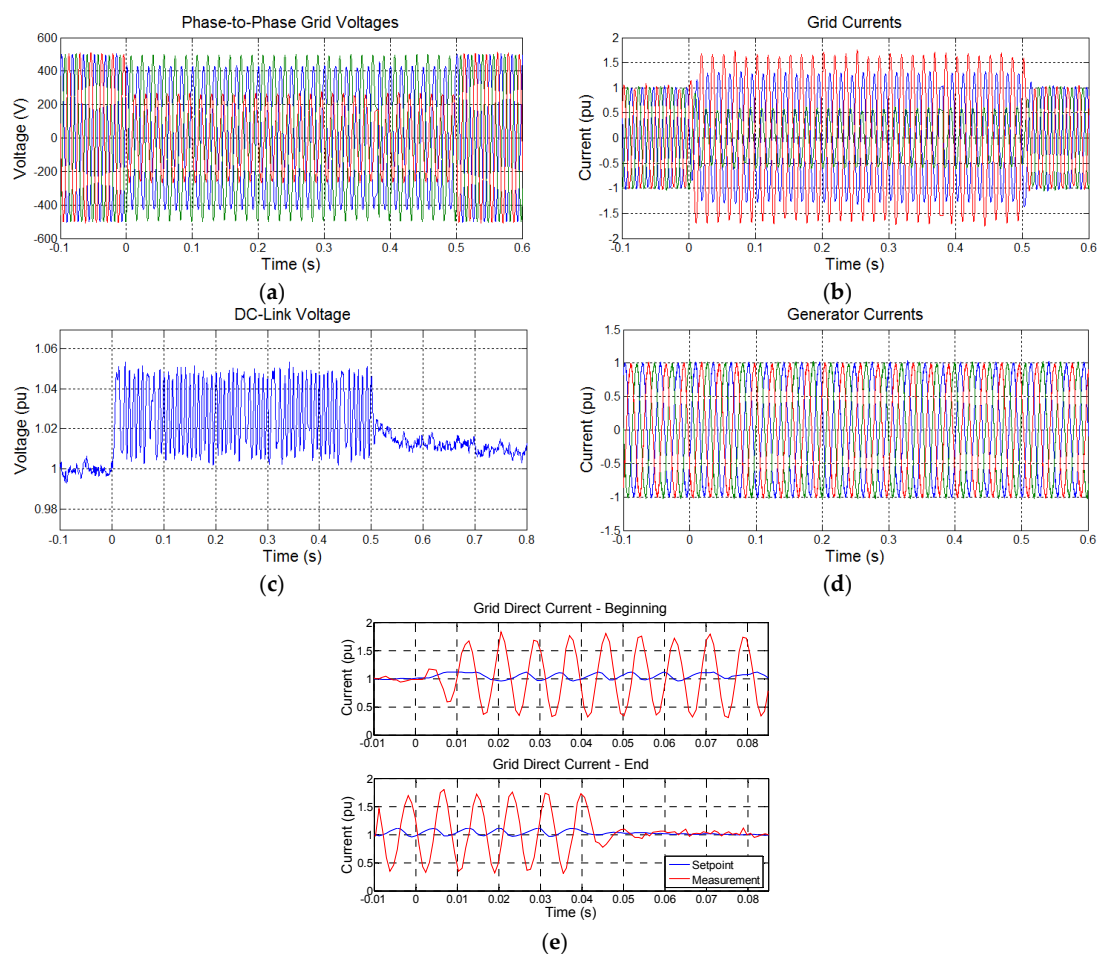 Phase-to-Phase Grid Voltages
600
400
200
0
-200
-400
-600
Voltage (V)
-0.1 0 0.1 0.2 0.3 0.4 0.5 0.6
Time (s)
(a)
Grid Currents
2
1.5
1
0.5
0
-0.5
-1
-1.5
2
Current (pu)
-0.1 0 0.1 0.2 0.3 0.4 0.5 0.6
Time (s)
(b)
DC-Link Voltage
1.06
1.04
1.02
1
0.98
Voltage (pu)
-0.1 0 0.1 0.2 0.3 0.4 0.5 0.6 0.7 0.8
Time (s)
(c)
Generator Currents
1.5
1
0.5
0
-0.5
-1
-1.5
Current (pu)
-0.1 0 0.1 0.2 0.3 0.4 0.5 0.6
Time (s)
(d)
Grid Direct Current - Beginning
2
1.5
1
0.5
0
Current (pu)
-0.01 0 0.01 0.02 0.03 0.04 0.05 0.06 0.07 0.08
Grid Direct Current - End
2
1.5
1
0.5
0
Current (pu)
Setpoint
Measurement
-0.01 0 0.01 0.02 0.03 0.04 0.05 0.06 0.07 0.08
Time (s)
(e)